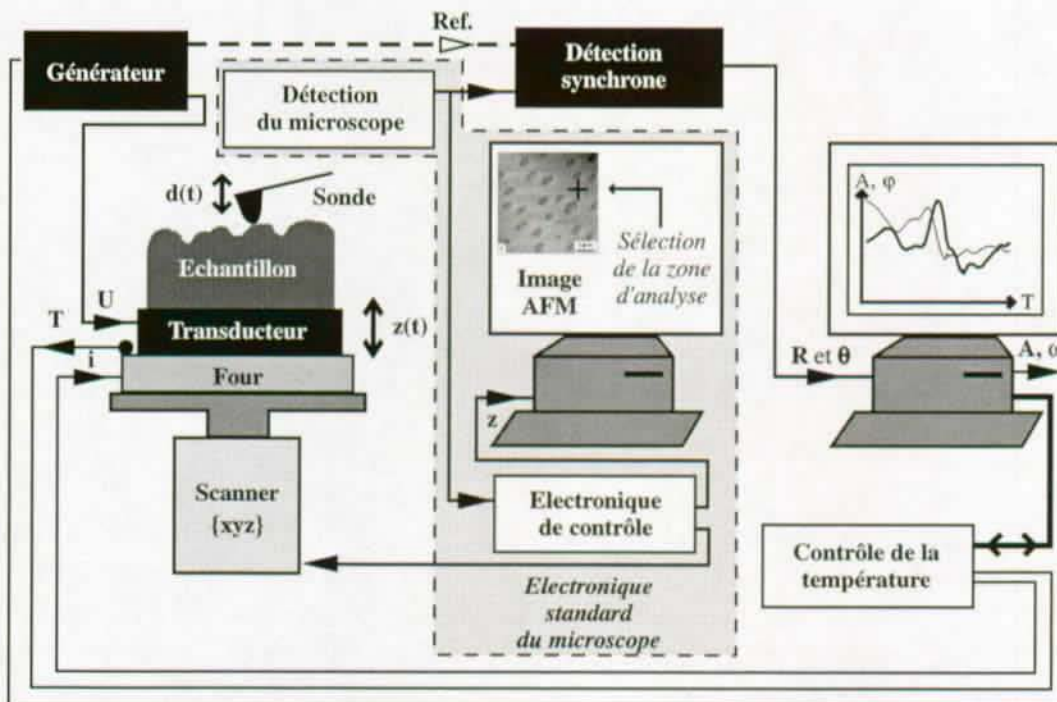 Ref.
Générateur
Détection
synchrone
Détection
du microscope
d(t)
Sonde
A, φ
Echantillon
Sélection
de la zone
d'analyse
Image
AFM
T
U
T
Transducteur
z(t)
i
R et θ
A, φ
Four
z
Scanner
{xyz}
Electronique
de contrôle
Contrôle de la
température
Electronique
standard
du microscope